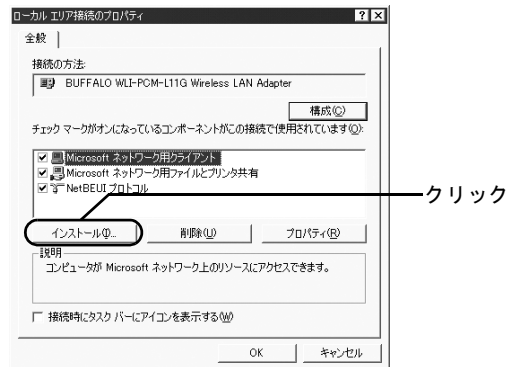 ローカル エリア接続のプロパティ
全般
接続の方法:
BUFFALO WLI-PCM-L11G Wireless LAN Adapter
構成(C)
チェック マークがオンになっているコンポーネントがこの接続で使用されています(O):
Microsoft ネットワーク用クライアント
Microsoft ネットワーク用ファイルとプリンタ共有
NetBEUI プロトコル
クリック
インストール(I)... 削除(U) プロパティ(R)
説明
コンピュータが Microsoft ネットワーク上のリソースにアクセスできます。
接続時にタスク バーにアイコンを表示する(W)
OK キャンセル